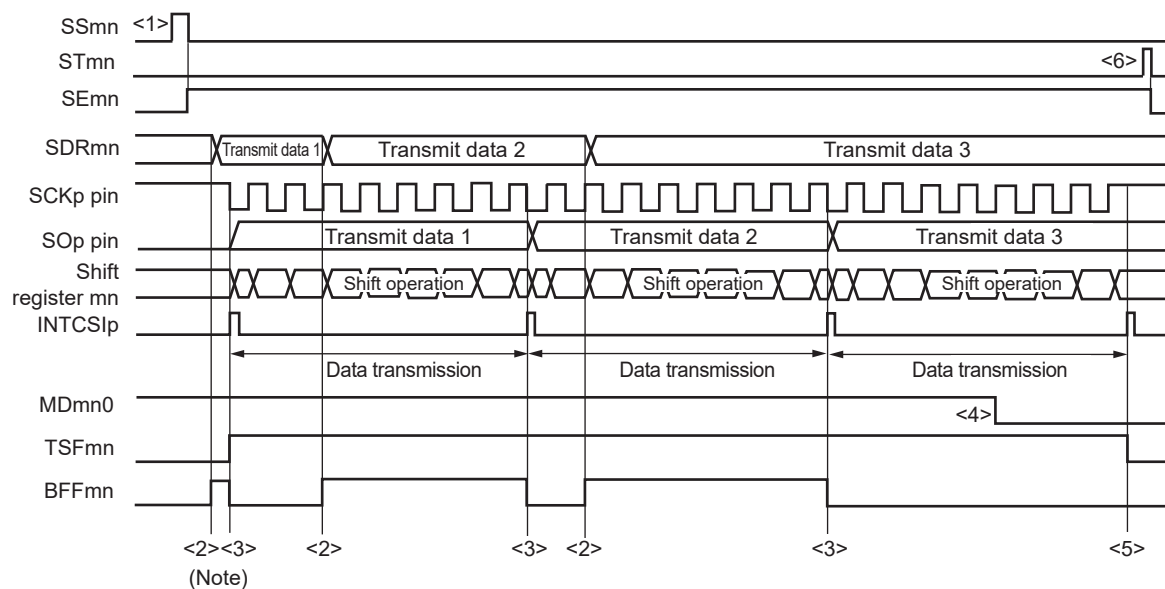 SSmn <1>
STmn <6>
SEmn
SDRmn Transmit data 1 Transmit data 2 Transmit data 3
SCKp pin
SOp pin Transmit data 1 Transmit data 2 Transmit data 3
Shift
register mn Shift operation Shift operation Shift operation
INTCSIp
Data transmission Data transmission Data transmission
MDmn0 <4>
TSFmn
BFFmn
<2> <3> <2> <3> <2> <3> <5>
(Note)